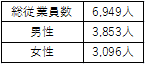 総従業員数 6,949人
男性 3,853人
女性 3,096人